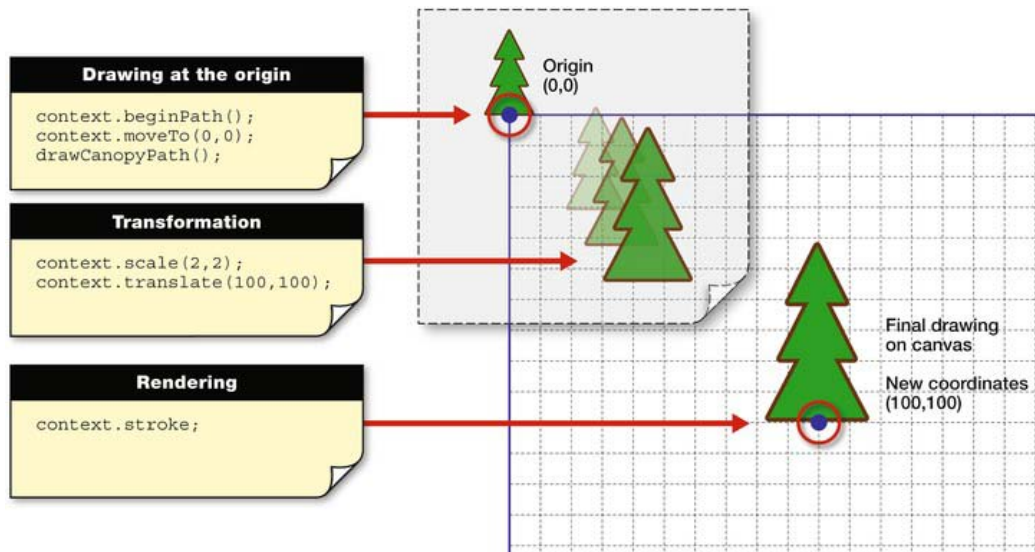 Drawing at the origin
context.beginPath();
context.moveTo(0,0);
drawCanopyPath();
Origin
(0,0)
Transformation
context.scale(2,2);
context.translate(100,100);
Rendering
context.stroke;
Final drawing
on canvas
New coordinates
(100,100)